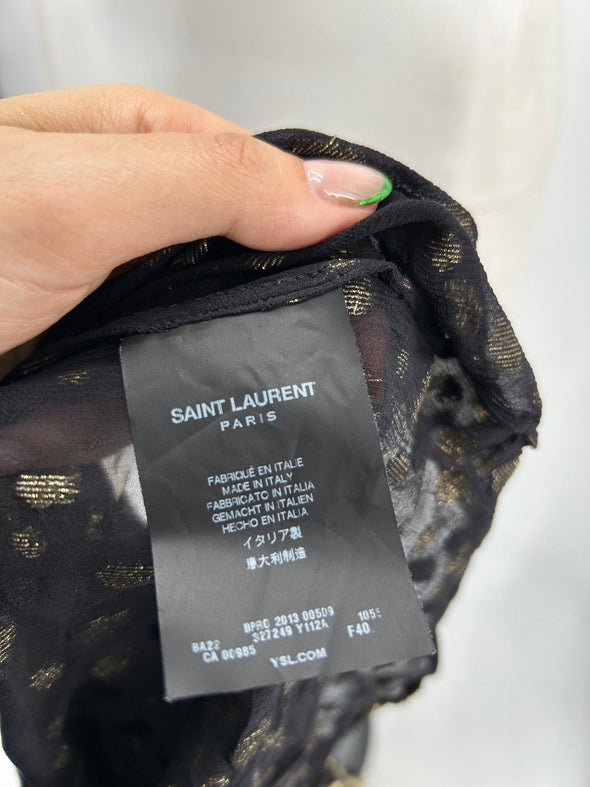 SAINT LAURENT
PARIS
FABRIQUÉ EN ITALIE
MADE IN ITALY
FABBRICATO IN ITALIA
GEMACHT IN ITALIEN
HECHO EN ITALIA
イタリア製
意大利制造
BPRO 2013 00509
327249 Y112A F40
CA 00985
YSL.COM